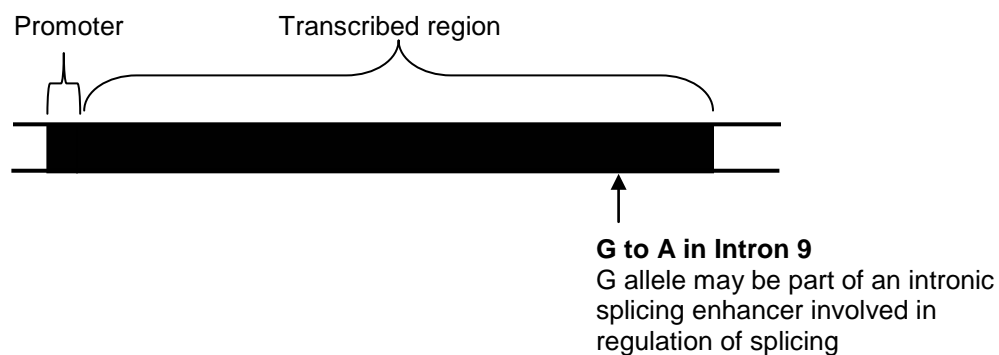 Promoter
Transcribed region
G to A in Intron 9
G allele may be part of an intronic
splicing enhancer involved in
regulation of splicing